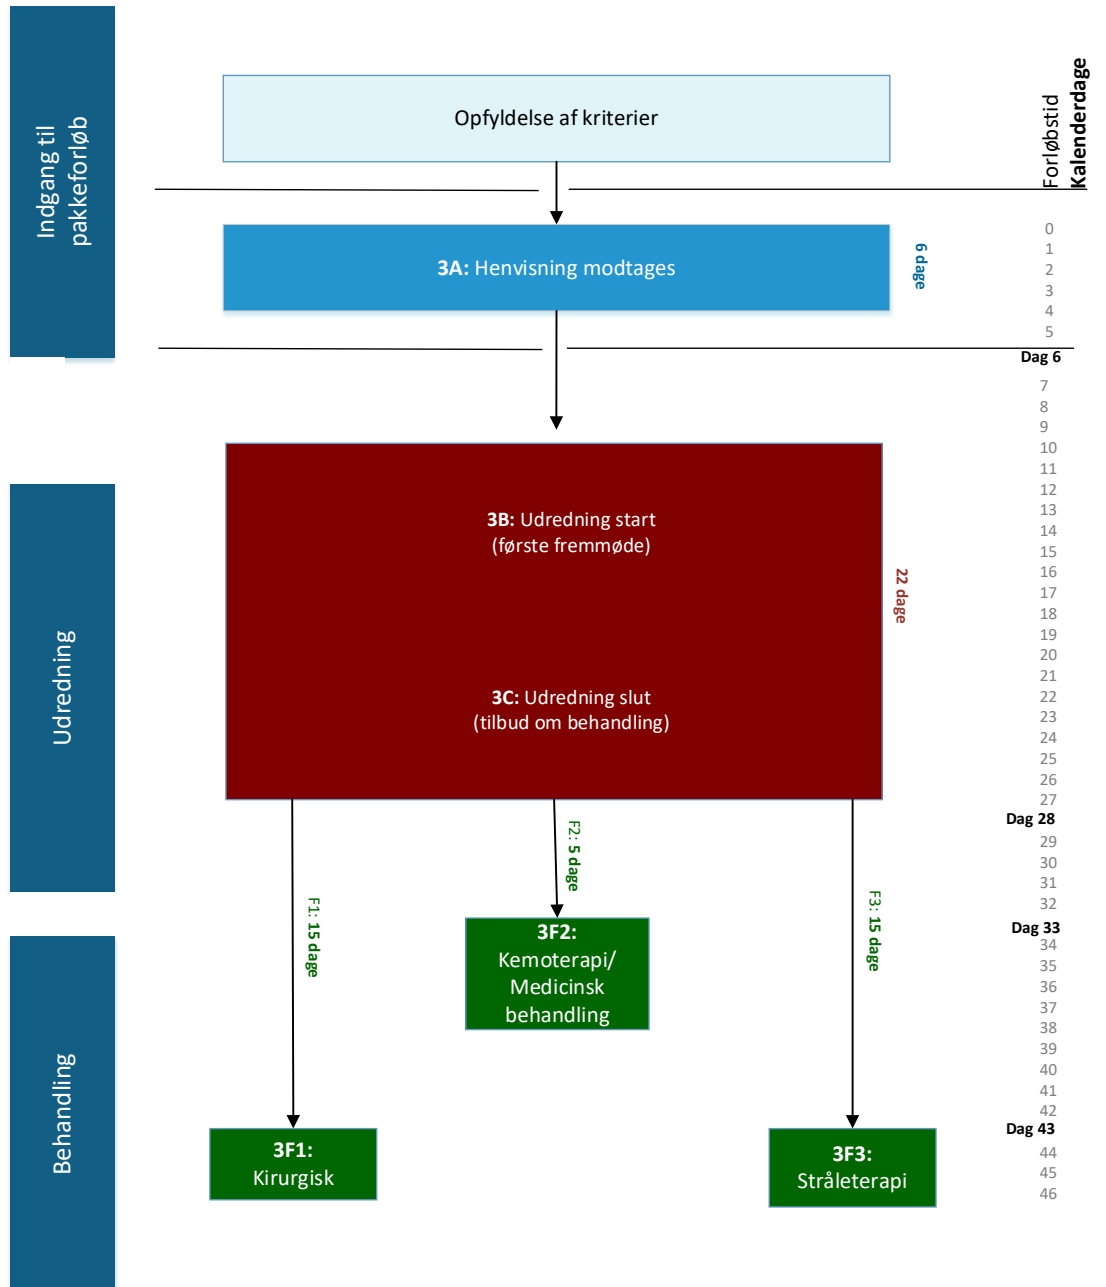 Indgang til
pakkeforløb
Opfyldelse af kriterier
Forløbstid
Kalenderdage
3A: Henvisning modtages
6 dage
0
1
2
3
4
5
Dag 6
7
8
9
10
11
12
13
14
15
16
17
18
19
20
21
22
23
24
25
26
27
Dag 28
29
30
31
32
Dag 33
34
35
36
37
38
39
40
41
42
Dag 43
44
45
46
Udredning
3B: Udredning start
(første fremmøde)
22 dage
3C: Udredning slut
(tilbud om behandling)
F1: 15 dage
F2: 5 dage
F3: 15 dage
Behandling
3F2:
Kemoterapi/
Medicinsk
behandling
3F1:
Kirurgisk
3F3:
Stråleterapi